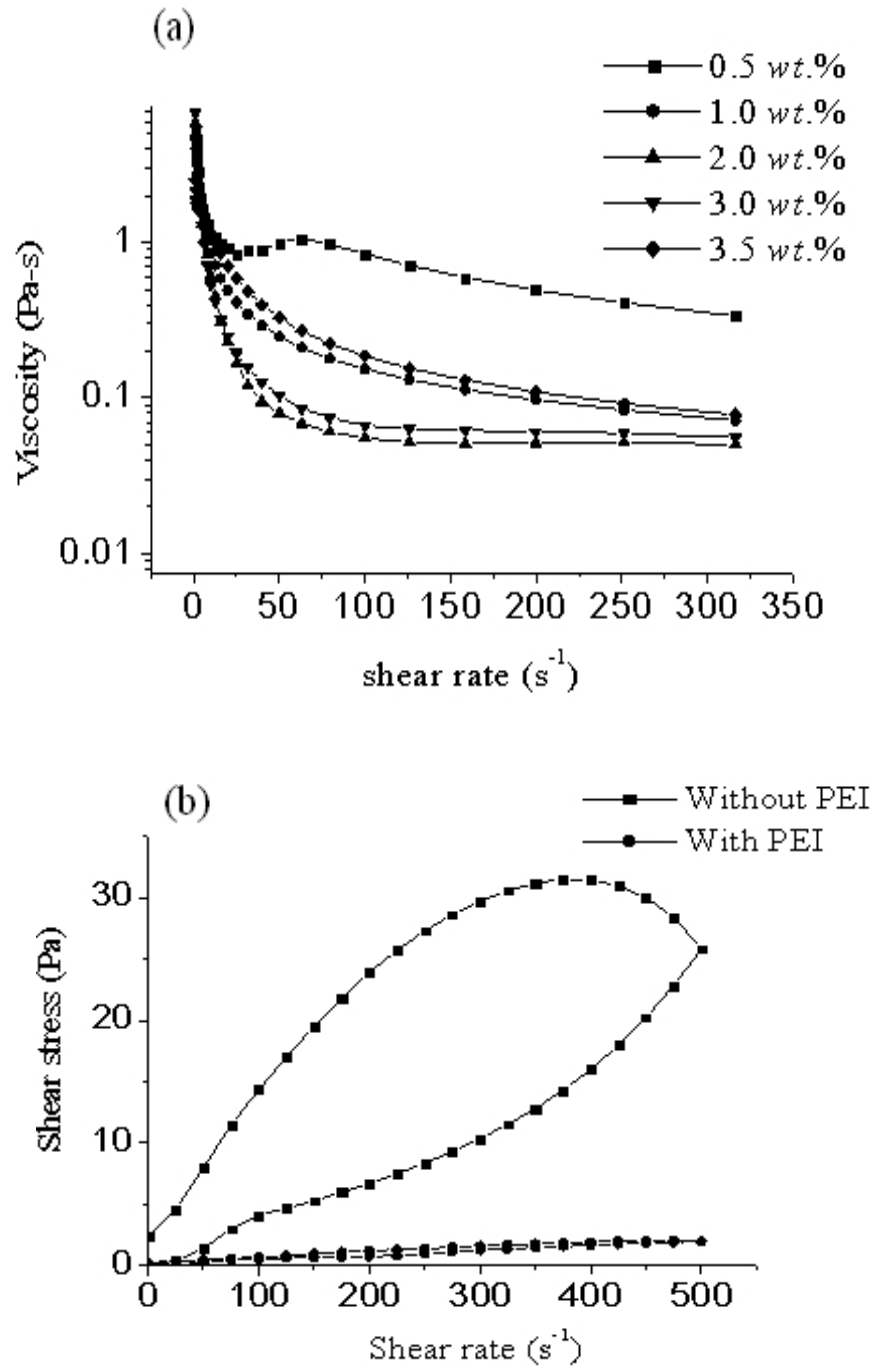 (a)
0.5 wt.%
1.0 wt.%
2.0 wt.%
3.0 wt.%
3.5 wt.%
Viscosity (Pa-s)
1
0.1
0.01
0 50 100 150 200 250 300 350
shear rate (s-1)
(b)
Without PEI
With PEI
Shear stress (Pa)
30
20
10
0
0 100 200 300 400 500
Shear rate (s-1)